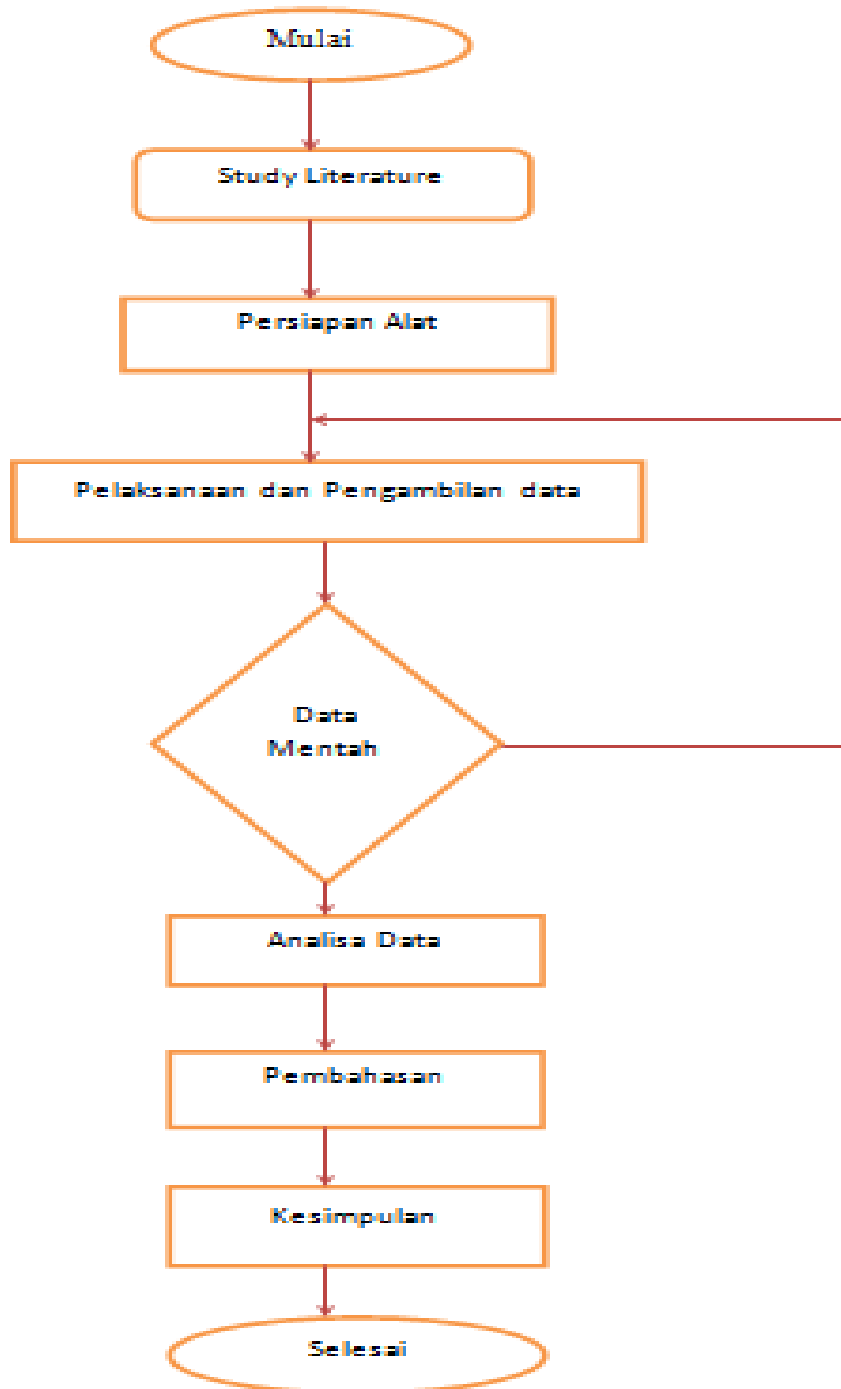 Mulai
Study Literature
Persiapan Alat
Pelaksanaan dan Pengambilan data
Data
Mentah
Analisa Data
Pembahasan
Kesimpulan
Selesai